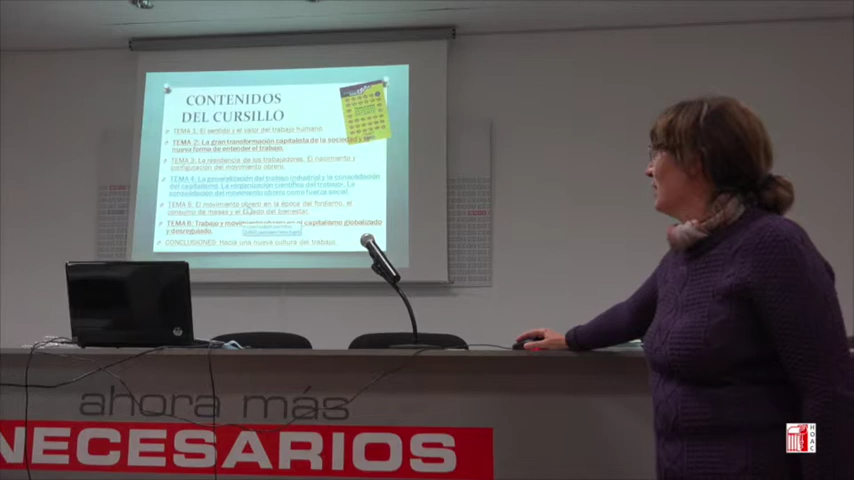 CONTENIDOS
DEL CURSILLO
TEMA 1: El sentido y el valor del trabajo humano.
TEMA 2: La gran transformación capitalista de la sociedad y
nueva forma de entender el trabajo.
TEMA 3: La resistencia de los trabajadores. El nacimiento y
configuración del movimiento obrero.
TEMA 4: La generalización del trabajo industrial y la consolidación
del capitalismo. La organización científica del trabajo. La
consolidación del movimiento obrero como fuerza social.
TEMA 5: El movimiento obrero en la época del fordismo, el
consumo de masas y el Estado del bienestar.
TEMA 6: Trabajo y movimiento obrero en el capitalismo globalizado
y desregulado.
CONCLUSIONES: Hacia una nueva cultura del trabajo.
ahora más
NECESARIOS
HOAC